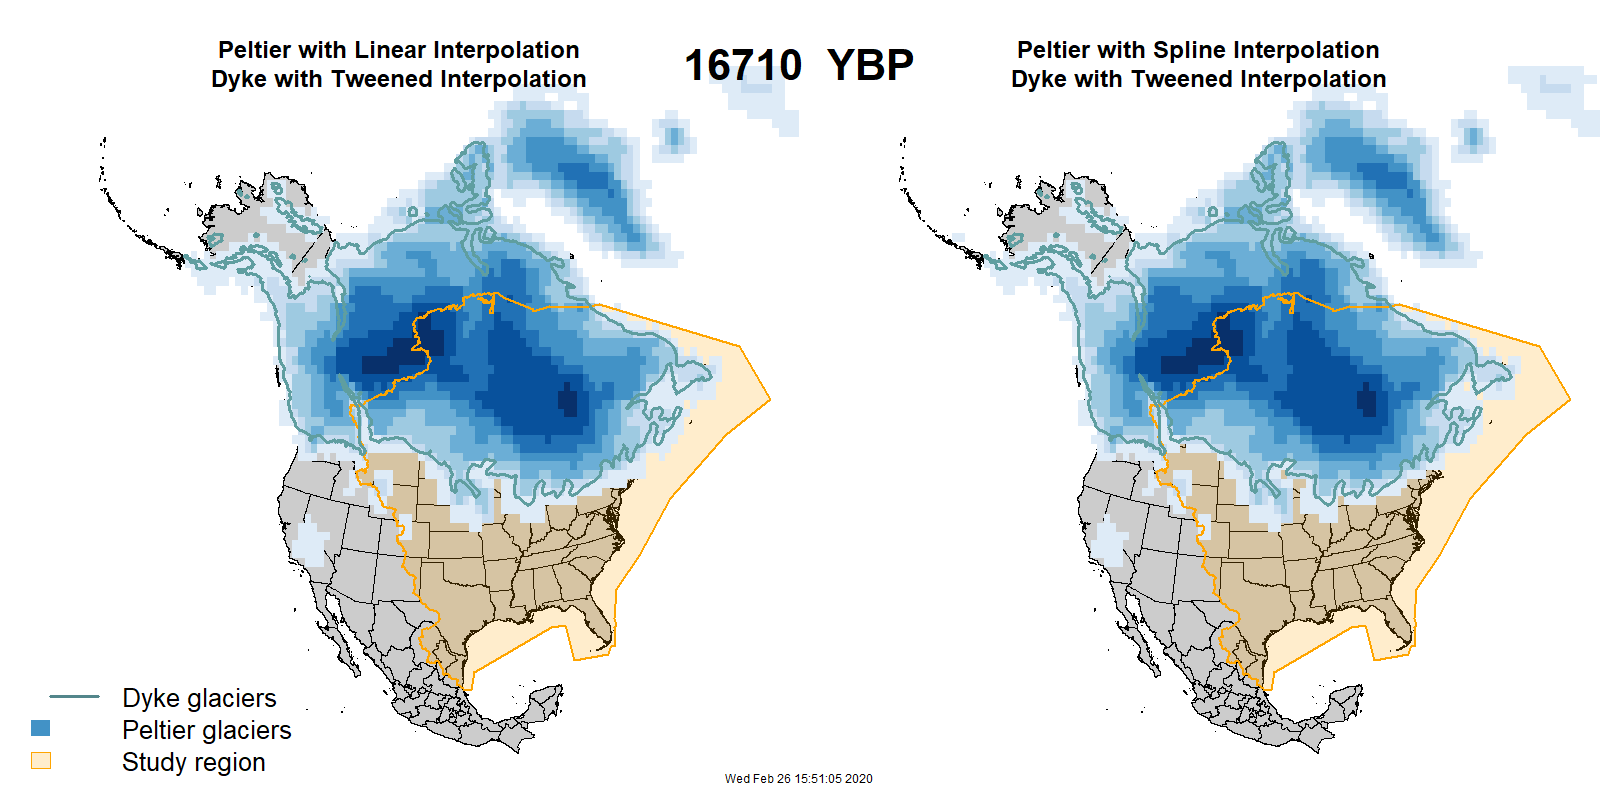 Peltier with Linear Interpolation
Dyke with Tweened Interpolation
16710 YBP
Peltier with Spline Interpolation
Dyke with Tweened Interpolation
Dyke glaciers
Peltier glaciers
Study region
Wed Feb 26 15:51:05 2020